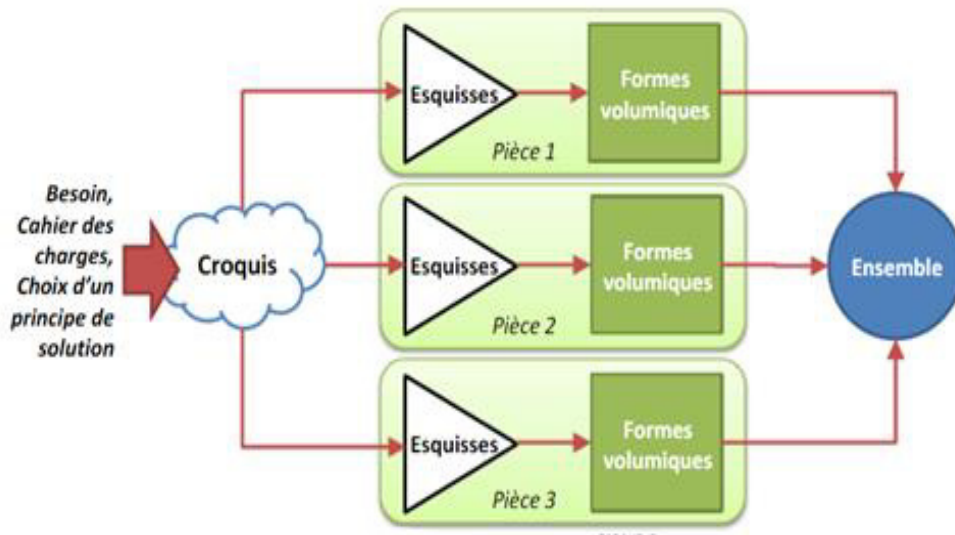 Besoin,
Cahier des
charges,
Choix d'un
principe de
solution
Croquis
Esquisses
Formes
volumiques
Pièce 1
Esquisses
Formes
volumiques
Pièce 2
Esquisses
Formes
volumiques
Pièce 3
Ensemble